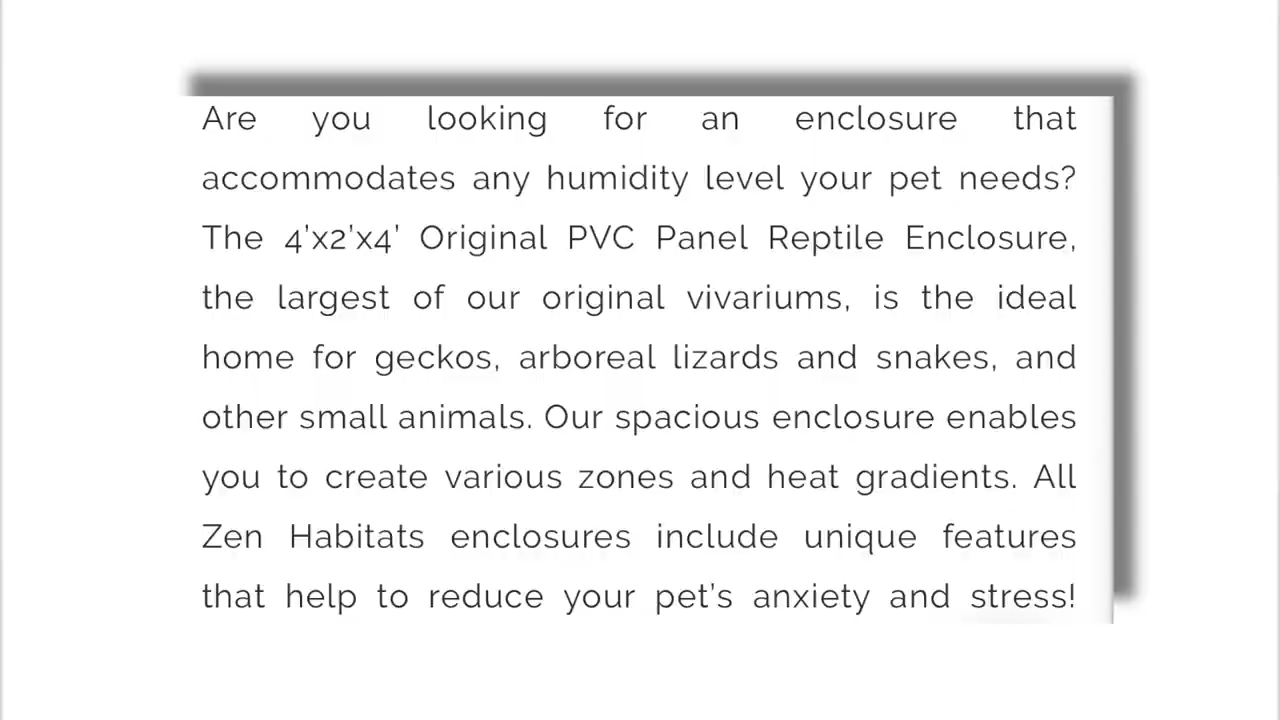 Are you looking for an enclosure that
accommodates any humidity level your pet needs?
The 4’x2’x4’ Original PVC Panel Reptile Enclosure,
the largest of our original vivariums, is the ideal
home for geckos, arboreal lizards and snakes, and
other small animals. Our spacious enclosure enables
you to create various zones and heat gradients. All
Zen Habitats enclosures include unique features
that help to reduce your pet’s anxiety and stress!